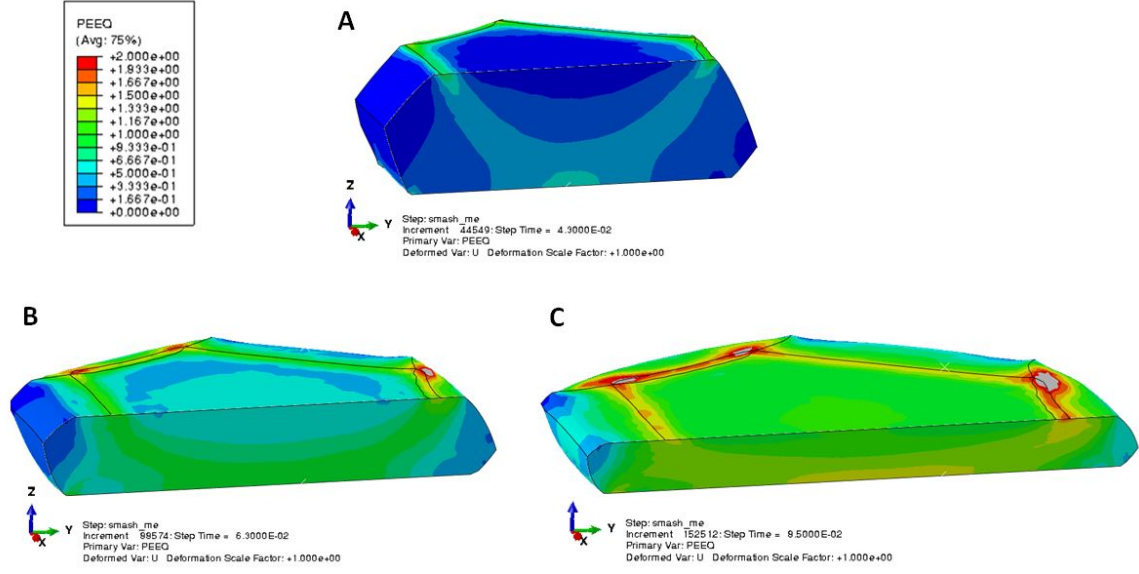 PEEQ
(Avg: 75%)
+2.000e+00
+1.833e+00
+1.667e+00
+1.500e+00
+1.333e+00
+1.167e+00
+1.000e+00
+9.333e-01
+6.667e-01
+5.000e-01
+3.333e-01
+1.667e-01
+0.000e+00
A
Z
Y
X
Step: smash_me
Increment 44549: Step Time = 4.3000E-02
Primary Var: PEEQ
Deformed Var: U Deformation Scale Factor: +1.000e+00
B
Z
Y
X
Step: smash_me
Increment 99574: Step Time = 6.3000E-02
Primary Var: PEEQ
Deformed Var: U Deformation Scale Factor: +1.000e+00
C
Z
Y
X
Step: smash_me
Increment 152512: Step Time = 9.5000E-02
Primary Var: PEEQ
Deformed Var: U Deformation Scale Factor: +1.000e+00